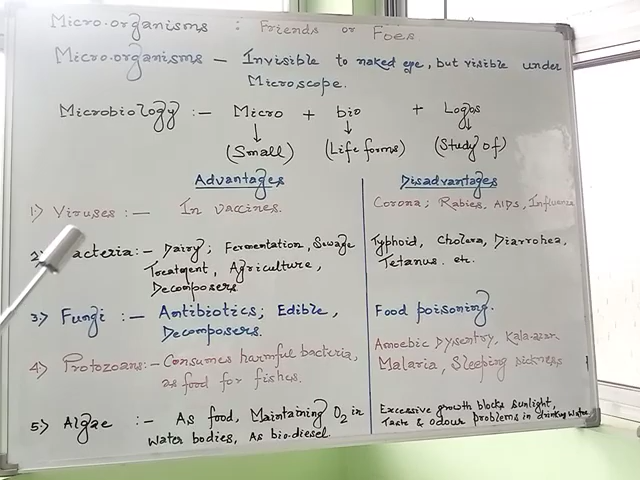 Micro.organisms : Friends or Foes
Micro.organisms – Invisible to naked eye, but visible under
Microscope.
Microbiology :- Micro + bio + Logos
↓ ↓ ↓
(Small) (Life forms) (Study of)
Advantages Disadvantages
1) Viruses :- In vaccines. Corona; Rabies, AIDS, Influenza
2) Bacteria:- Dairy; Fermentation, Sewage Typhoid, Cholera, Diarrohea,
Treatment, Agriculture, Tetanus. etc.
Decomposers
3) Fungi :- Antibiotics; Edible, Food poisoning.
Decomposers.
4) Protozoans:- Consumes harmful bacteria, Amoebic Dysentry, Kala-azar
as food for fishes. Malaria, Sleeping sickness
5) Algae :- As food, Maintaining O2 in Excessive growth blocks sunlight,
Water bodies, As bio.diesel. Taste & odour problems in drinking water